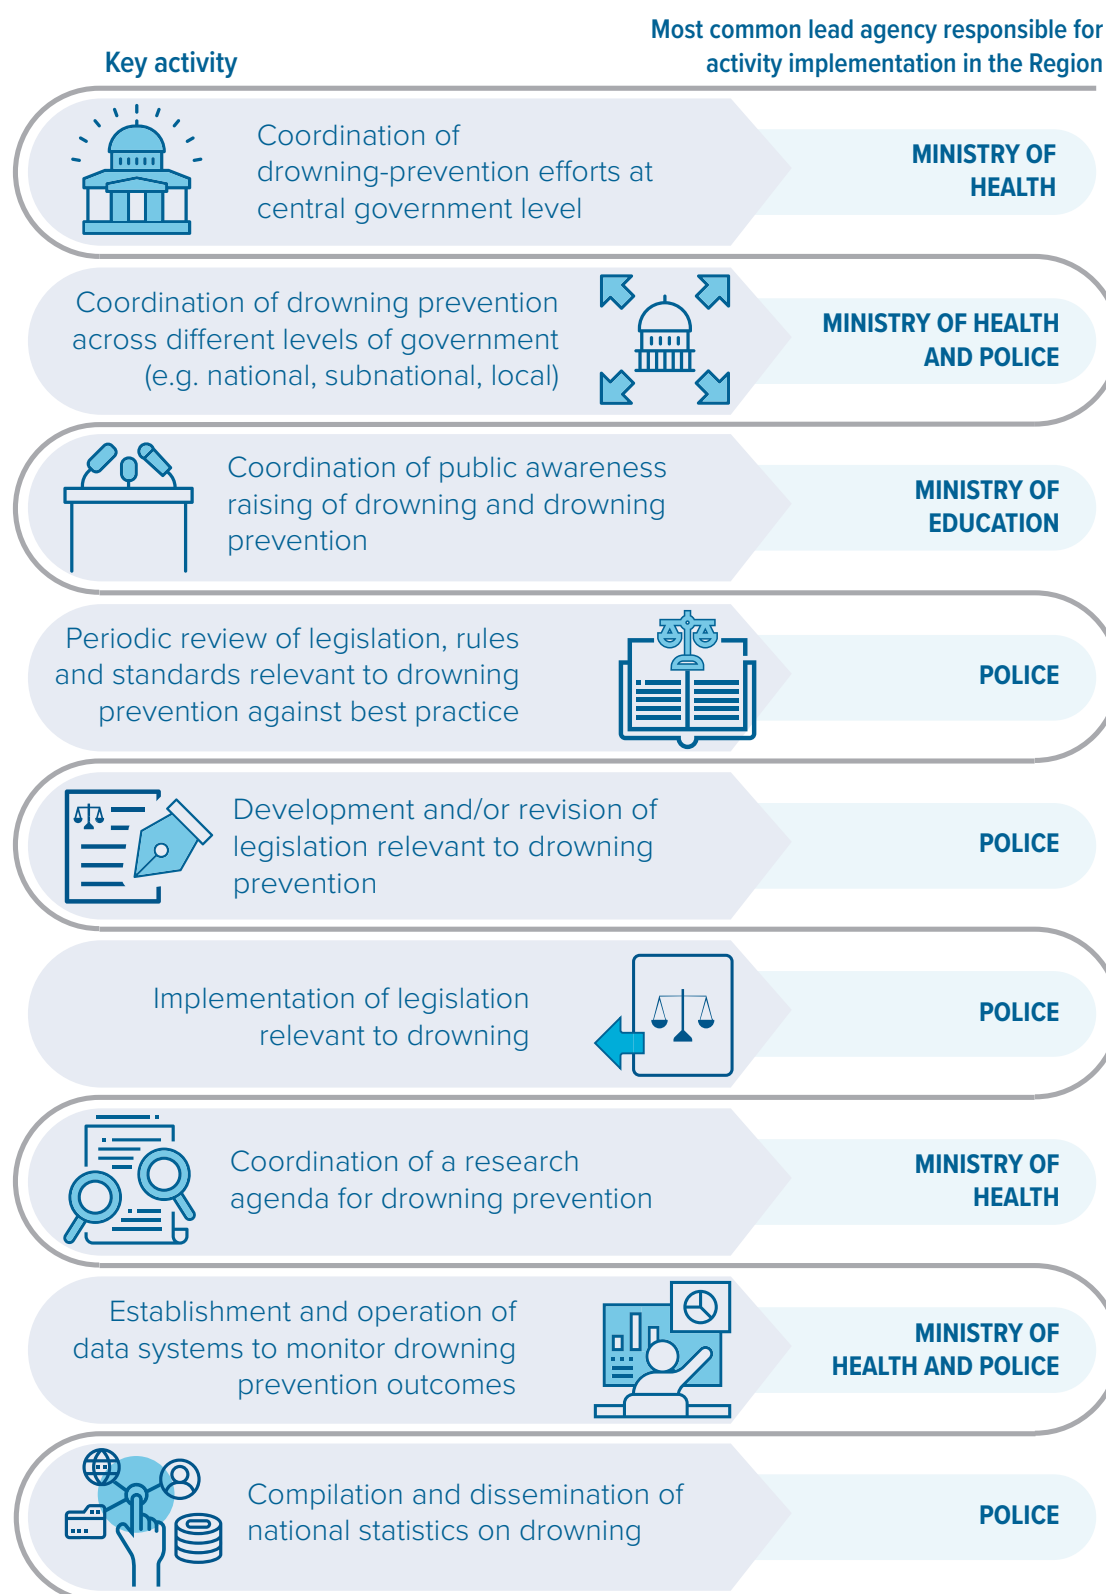 Key activity
Most common lead agency responsible for
activity implementation in the Region
Coordination of
drowning-prevention efforts at
central government level
MINISTRY OF
HEALTH
Coordination of drowning prevention
across different levels of government
(e.g. national, subnational, local)
MINISTRY OF HEALTH
AND POLICE
Coordination of public awareness
raising of drowning and drowning
prevention
MINISTRY OF
EDUCATION
Periodic review of legislation, rules
and standards relevant to drowning
prevention against best practice
POLICE
Development and/or revision of
legislation relevant to drowning
prevention
POLICE
Implementation of legislation
relevant to drowning
POLICE
Coordination of a research
agenda for drowning prevention
MINISTRY OF
HEALTH
Establishment and operation of
data systems to monitor drowning
prevention outcomes
MINISTRY OF
HEALTH AND POLICE
Compilation and dissemination of
national statistics on drowning
POLICE